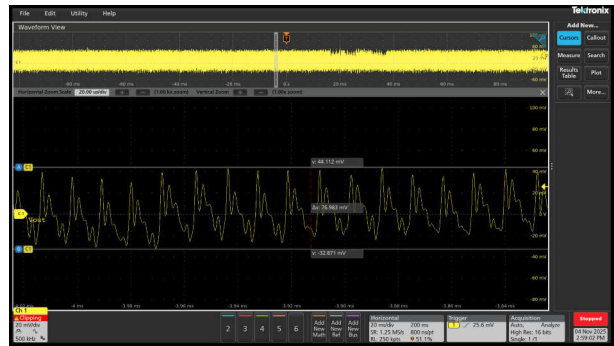 File Edit Utility Help
Tektronix
Waveform View
Add New...
Cursors Callout
Measure Search
Results Table Plot
More...
100 mV
-60 mV
-20 ms 0 s 20 ms
Horizontal Zoom Scale 20.00 us/div Vertical Zoom
100 mV
80 mV
v: 44.112 mV
40 mV
Δv: 76.983 mV
C1
Vout
-20 mV
v: -32.871 mV
-40 mV
-60 mV
-80 mV
-4 ms -3.98 ms -3.96 ms -3.94 ms -3.92 ms -3.90 ms -3.88 ms -3.86 ms -3.84 ms
Ch 1
Clipping
20 mV/div
500 kHz
2 3 4 5 6
Add New Math
Add New Ref
Add New Bus
Horizontal
20 ms/div 200 ms
SR: 1.25 MS/s 800 ns/pt
RL: 250 kpts 51.1%
Trigger
1 25.6 mV
Acquisition
Auto, Analyze
High Res: 16 bits
Single: 1 /1
Stopped
04 Nov 2025
2:59:02 PM